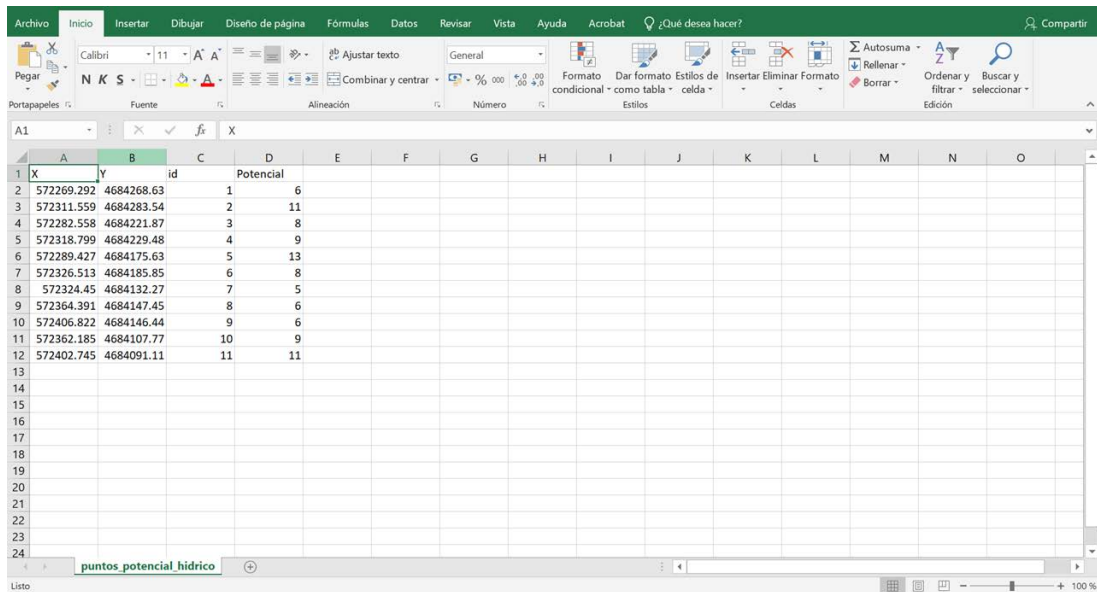 Archivo Inicio Insertar Dibujar Diseño de página Fórmulas Datos Revisar Vista Ayuda Acrobat ¿Qué desea hacer? Compartir
Pegar
Calibri 11 A A
N K S A
Ajustar texto
Combinar y centrar
General
% 000
Formato condicional
Dar formato como tabla
Estilos de celda
Insertar Eliminar Formato
Σ Autosuma
Rellenar
Borrar
Ordenar y filtrar
Buscar y seleccionar
Portapapeles Fuente Alineación Número Estilos Celdas Edición
A1 fx X
A B C D E F G H I J K L M N O
1 X Y id Potencial
2 572269.292 4684268.63 1 6
3 572311.559 4684283.54 2 11
4 572282.558 4684221.87 3 8
5 572318.799 4684229.48 4 9
6 572289.427 4684175.63 5 13
7 572326.513 4684185.85 6 8
8 572324.45 4684132.27 7 5
9 572364.391 4684147.45 8 6
10 572406.822 4684146.44 9 6
11 572362.185 4684107.77 10 9
12 572402.745 4684091.11 11 11
13
14
15
16
17
18
19
20
21
22
23
24
puntos_potencial_hidrico
Listo 100 %